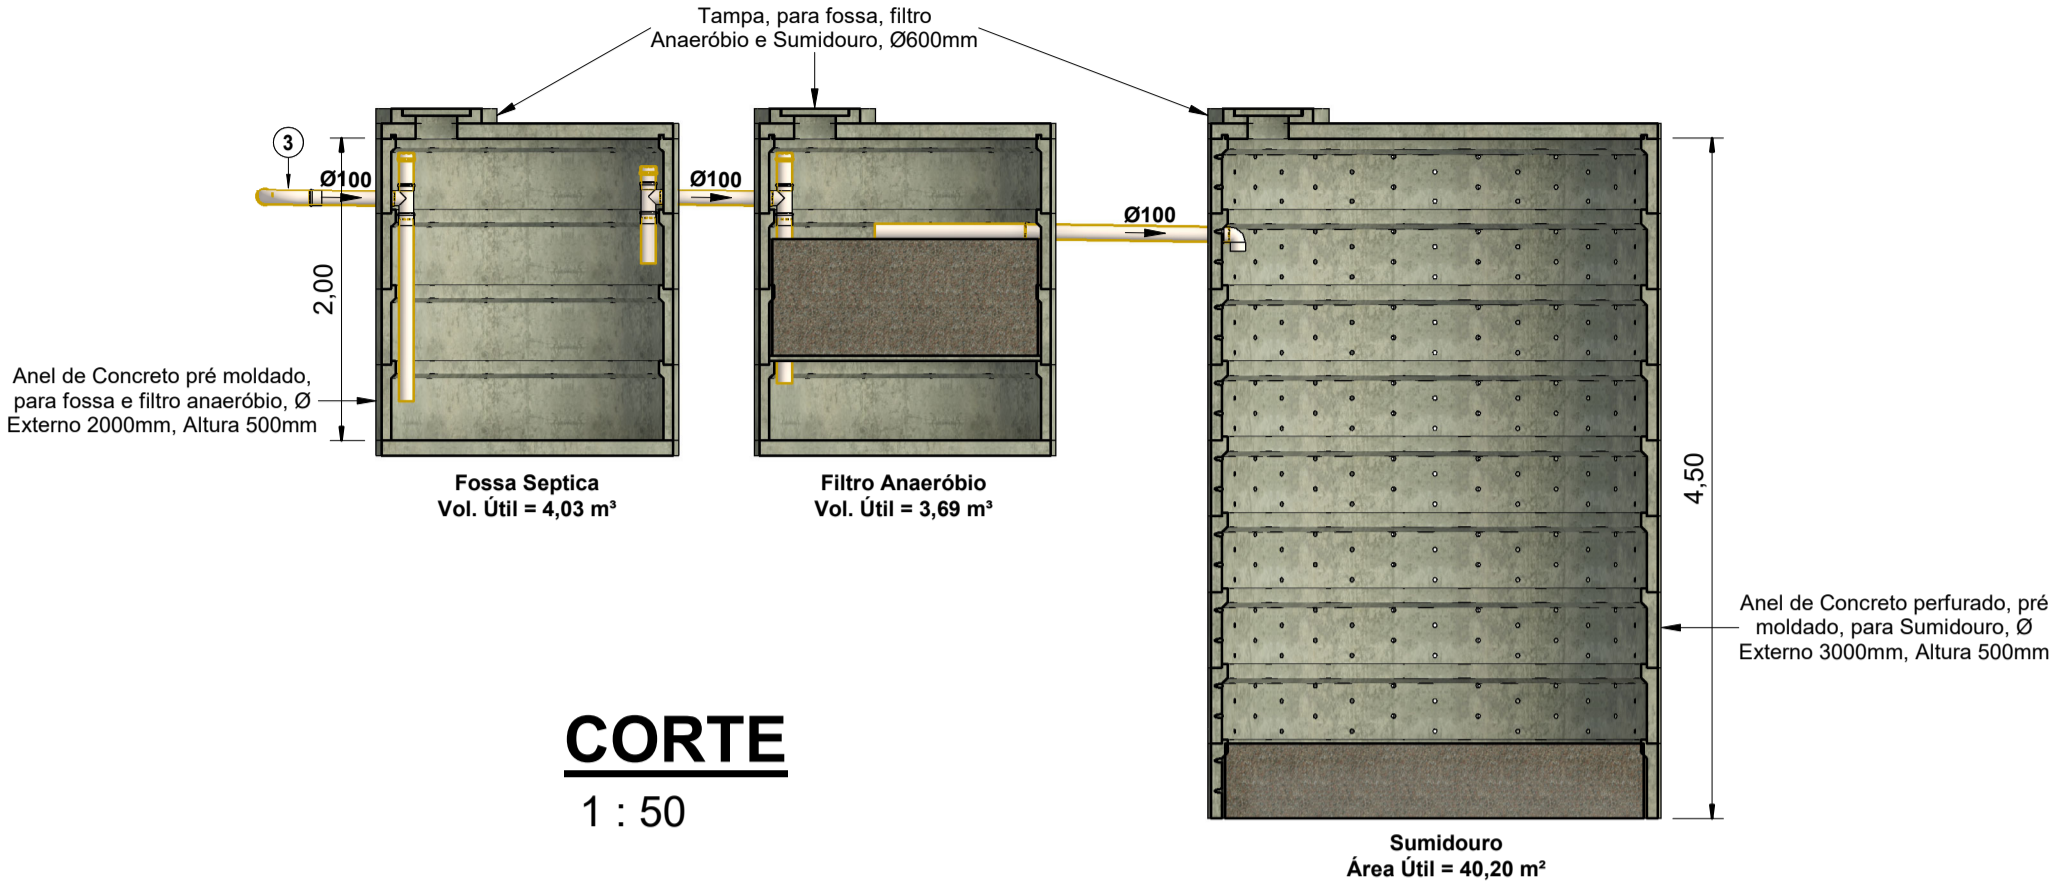 Tampa, para fossa, filtro
Anaeróbio e Sumidouro, Ø600mm
3
Ø100
Ø100
Ø100
2,00
Anel de Concreto pré moldado,
para fossa e filtro anaeróbio, Ø
Externo 2000mm, Altura 500mm
Fossa Septica
Vol. Útil = 4,03 m³
Filtro Anaeróbio
Vol. Útil = 3,69 m³
4,50
Anel de Concreto perfurado, pré
moldado, para Sumidouro, Ø
Externo 3000mm, Altura 500mm
CORTE
1 : 50
Sumidouro
Área Útil = 40,20 m²